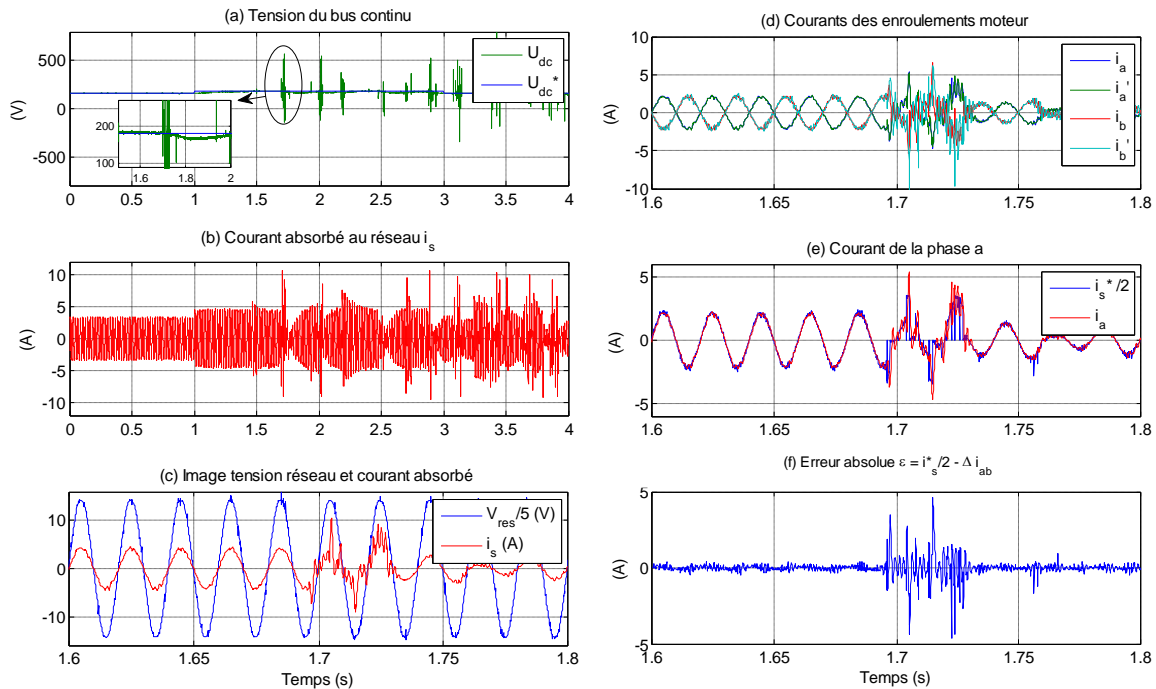 (a) Tension du bus continu
(V)
500
0
-500
U_dc
U_dc*
200
100
1.6
1.8
2
0 0.5 1 1.5 2 2.5 3 3.5 4
(b) Courant absorbé au réseau i_s
(A)
10
5
0
-5
-10
0 0.5 1 1.5 2 2.5 3 3.5 4
(c) Image tension réseau et courant absorbé
10
0
-10
V_res/5 (V)
i_s (A)
1.6 1.65 1.7 1.75 1.8
Temps (s)
(d) Courants des enroulements moteur
(A)
10
5
0
-5
10
i_a
i_a'
i_b
i_b'
1.6 1.65 1.7 1.75 1.8
(e) Courant de la phase a
(A)
5
0
-5
i_s*/2
i_a
1.6 1.65 1.7 1.75 1.8
(f) Erreur absolue ε = i*_s/2 - Δ i_ab
(A)
5
0
-5
1.6 1.65 1.7 1.75 1.8
Temps (s)